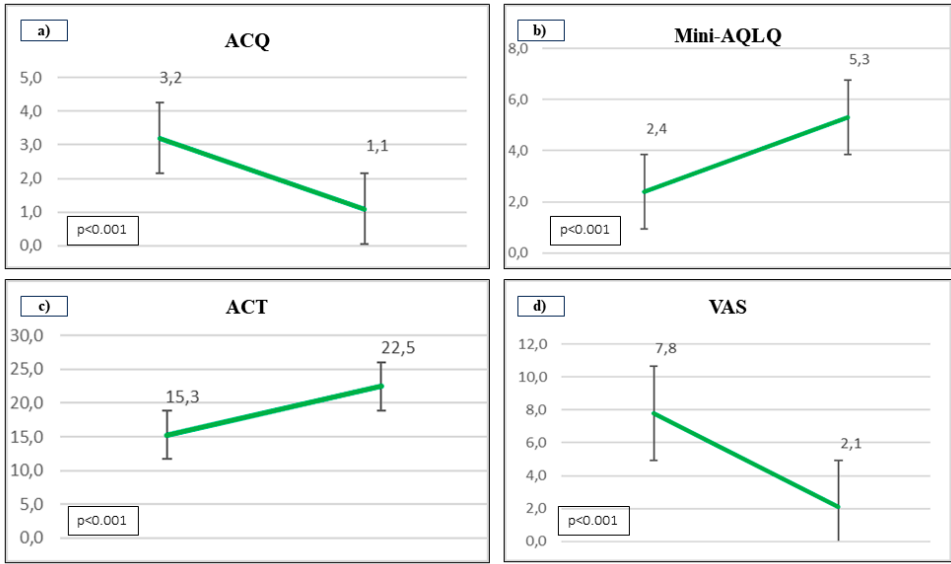 a)
ACQ
5,0
4,0
3,0
2,0
1,0
0,0
3,2
1,1
p<0.001
b)
Mini-AQLQ
8,0
6,0
4,0
2,0
0,0
2,4
5,3
p<0.001
c)
ACT
30,0
25,0
20,0
15,0
10,0
5,0
0,0
15,3
22,5
p<0.001
d)
VAS
12,0
10,0
8,0
6,0
4,0
2,0
0,0
7,8
2,1
p<0.001